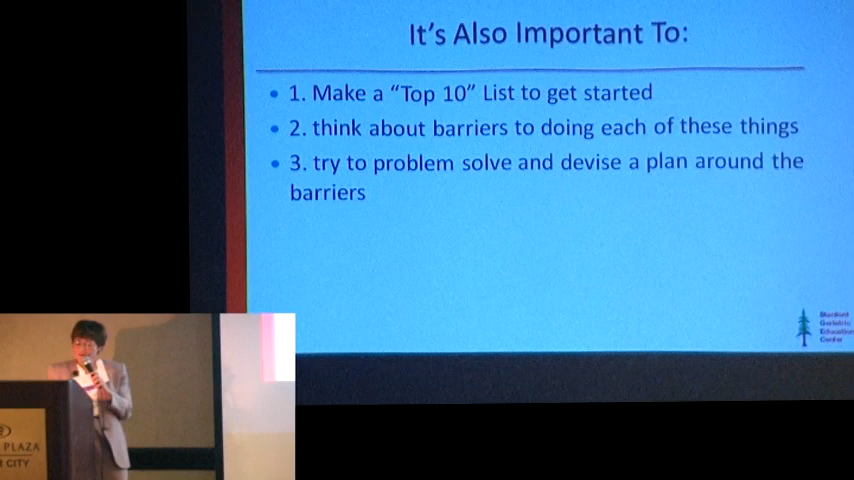 It's Also Important To:
• 1. Make a “Top 10” List to get started
• 2. think about barriers to doing each of these things
• 3. try to problem solve and devise a plan around the
barriers
Stanford
Geriatric
Education
Center
PLAZA
CITY